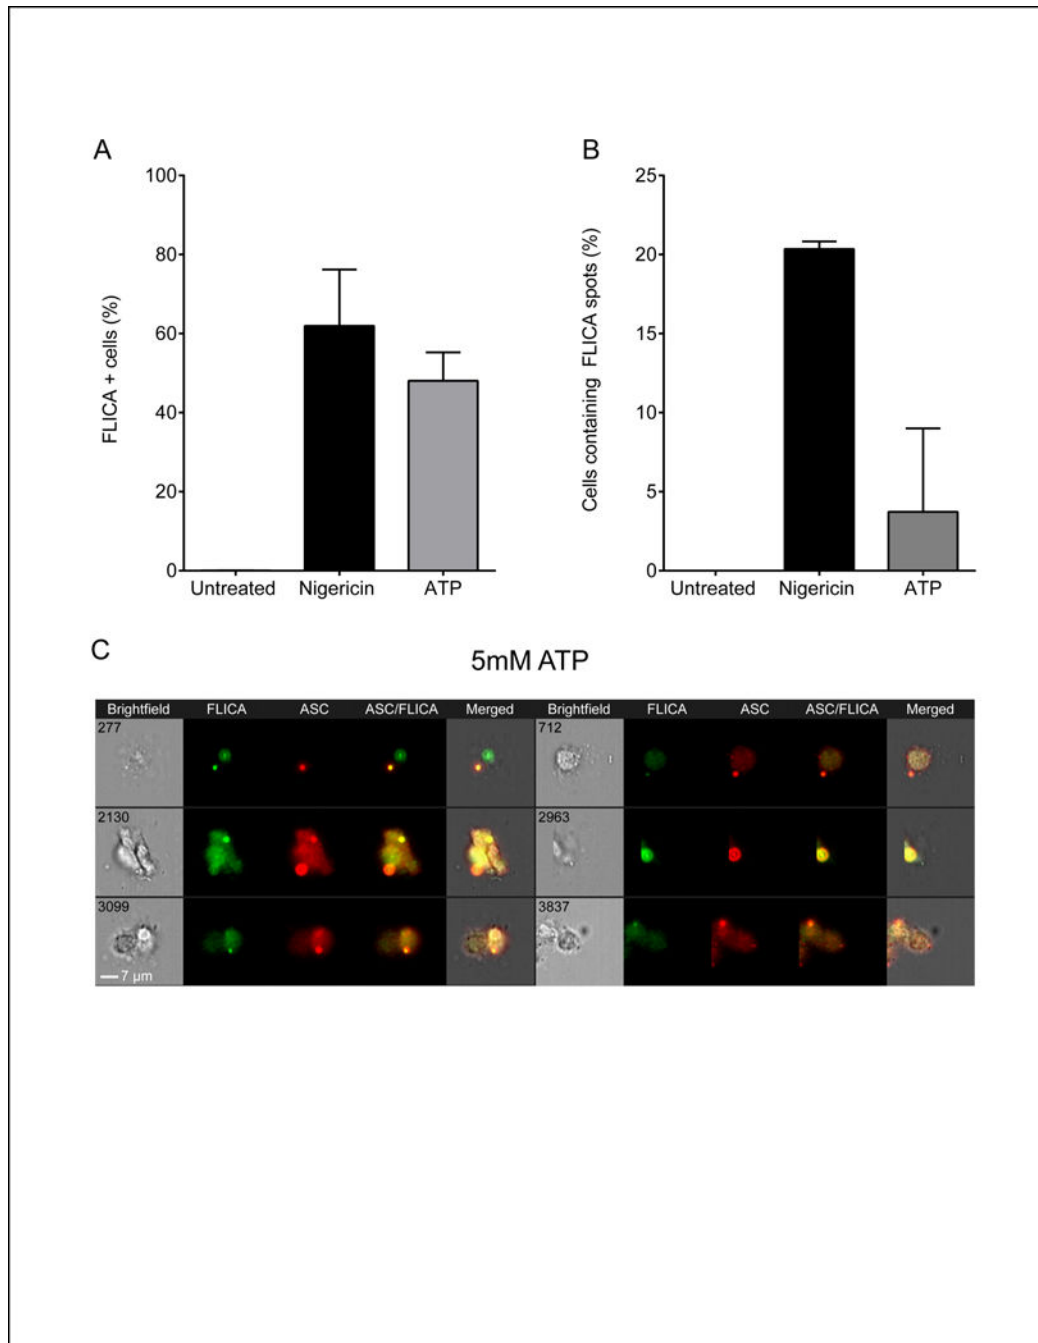 A
100
80
60
40
20
0
FLICA + cells (%)
Untreated Nigericin ATP
B
25
20
15
10
5
0
Cells containing FLICA spots (%)
Untreated Nigericin ATP
C
5mM ATP
Brightfield FLICA ASC ASC/FLICA Merged Brightfield FLICA ASC ASC/FLICA Merged
277 712
2130 2963
3099 3837
7 µm